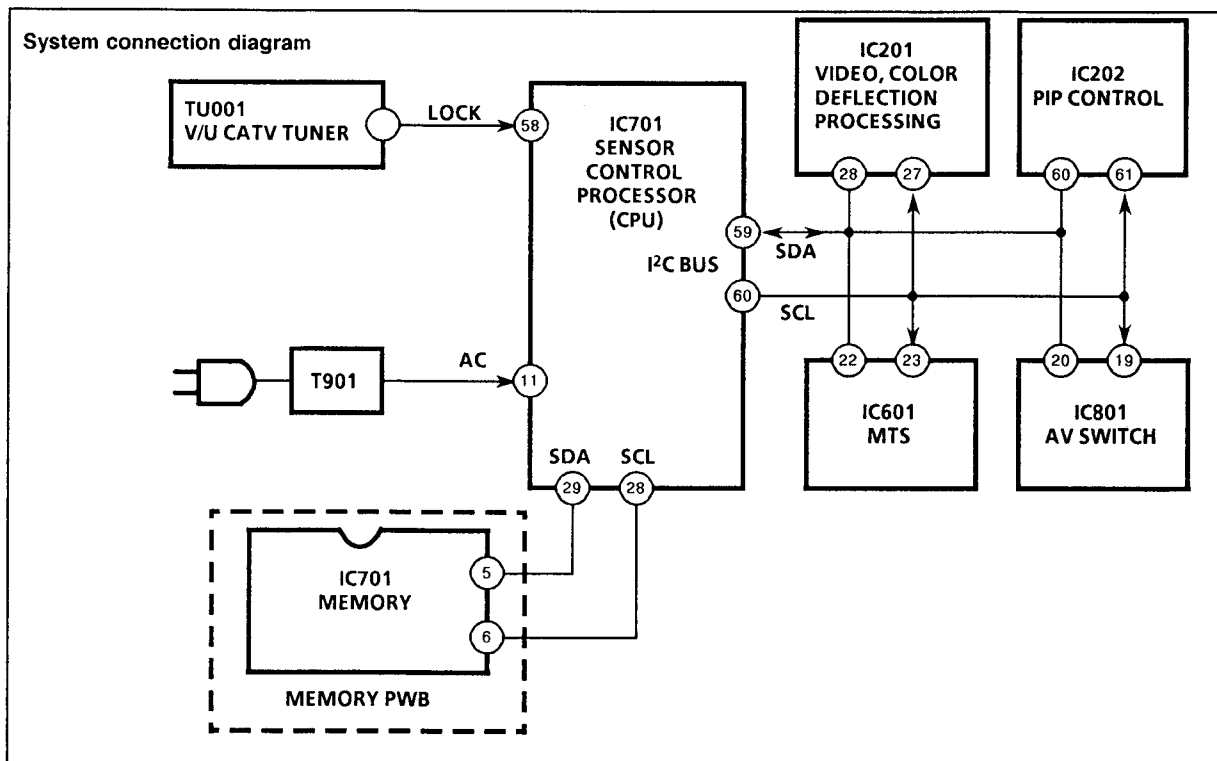 System connection diagram
TU001
V/U CATV TUNER
LOCK
58
IC701
SENSOR
CONTROL
PROCESSOR
(CPU)
59
SDA
I²C BUS
60
SCL
IC201
VIDEO, COLOR
DEFLECTION
PROCESSING
28
27
IC202
PIP CONTROL
60
61
T901
AC
11
22
23
IC601
MTS
20
19
IC801
AV SWITCH
SDA
SCL
29
28
IC701
MEMORY
5
6
MEMORY PWB